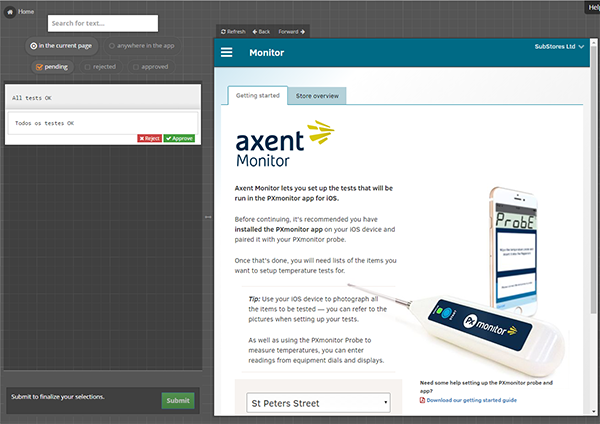 Home
Help
Search for text...
in the current page
anywhere in the app
pending
rejected
approved
All tests OK
Todos os testes OK
Reject
Approve
Submit to finalize your selections.
Submit
Refresh
Back
Forward
Monitor
SubStores Ltd
Getting started
Store overview
axent
Monitor
Axent Monitor lets you set up the tests that will be
run in the PXmonitor app for iOS.
Before continuing, it's recommended you have
installed the PXmonitor app on your iOS device and
paired it with your PXmonitor probe.
Once that's done, you will need lists of the items you
want to setup temperature tests for.
Tip: Use your iOS device to photograph all
the items to be tested — you can refer to the
pictures when setting up your tests.
As well as using the PXmonitor Probe to
measure temperatures, you can enter
readings from equipment dials and displays.
St Peters Street
ProbE
PX monitor
Need some help setting up the PXmonitor probe and
app?
Download our getting started guide